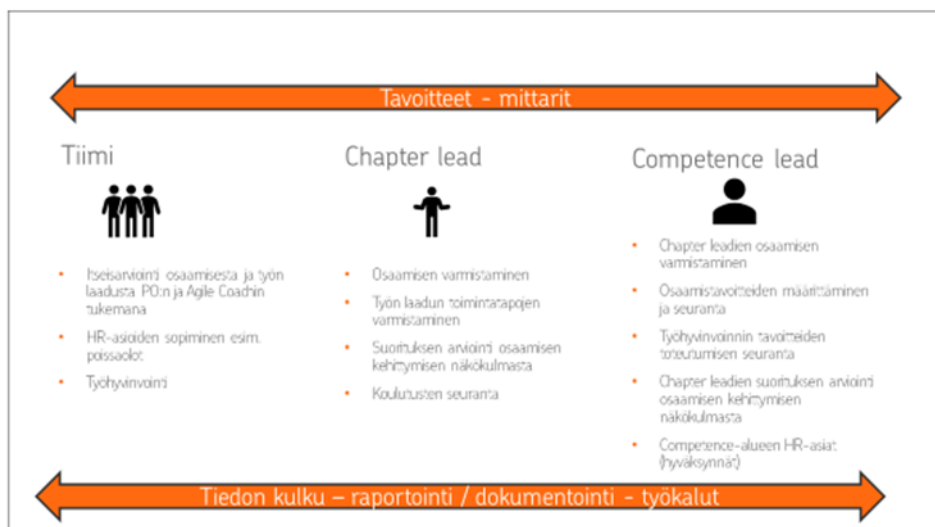 Tavoitteet - mittarit
Tiimi
Itseisarviointi osaamisesta ja työn
laadusta PO:n ja Agile Coachin
tukemana
HR-asioiden sopiminen esim.
poissaolot
Työhyvinvointi
Chapter lead
Osaamisen varmistaminen
Työn laadun toimintatapojen
varmistaminen
Suorituksen arviointi osaamisen
kehittymisen näkökulmasta
Koulutusten seuranta
Competence lead
Chapter leadien osaamisen
varmistaminen
Osaamistavoitteiden määrittäminen
ja seuranta
Työhyvinvoinnin tavoitteiden
toteutumisen seuranta
Chapter leadien suorituksen arviointi
osaamisen kehittymisen
näkökulmasta
Competence-alueen HR-asiat
(hyväksynnät)
Tiedon kulku – raportointi / dokumentointi - työkalut